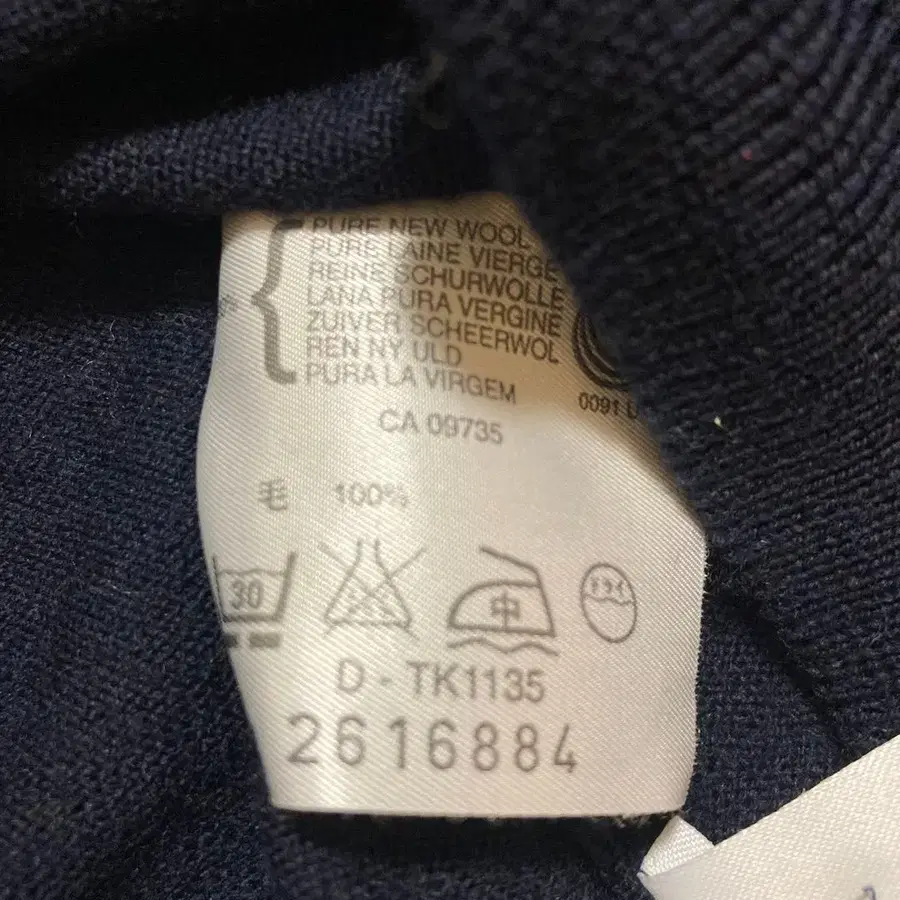 PURE NEW WOOL
PURE LAINE VIERGE
REINE SCHURWOLLE
LANA PURA VERGINE
ZUIVER SCHEERWOL
REN NY ULD
PURA LA VIRGEM
0091
CA 09735
毛 100%
30 中
D - TK1135
2616884